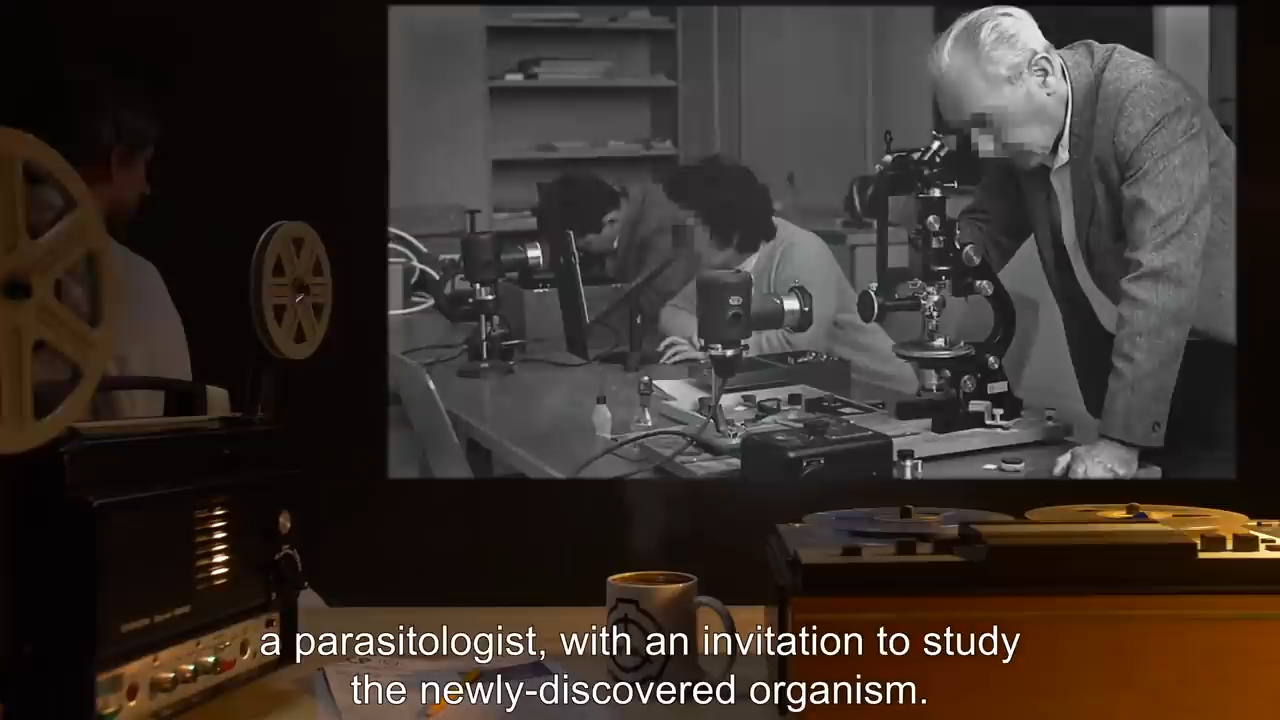 a parasitologist, with an invitation to study
the newly-discovered organism.